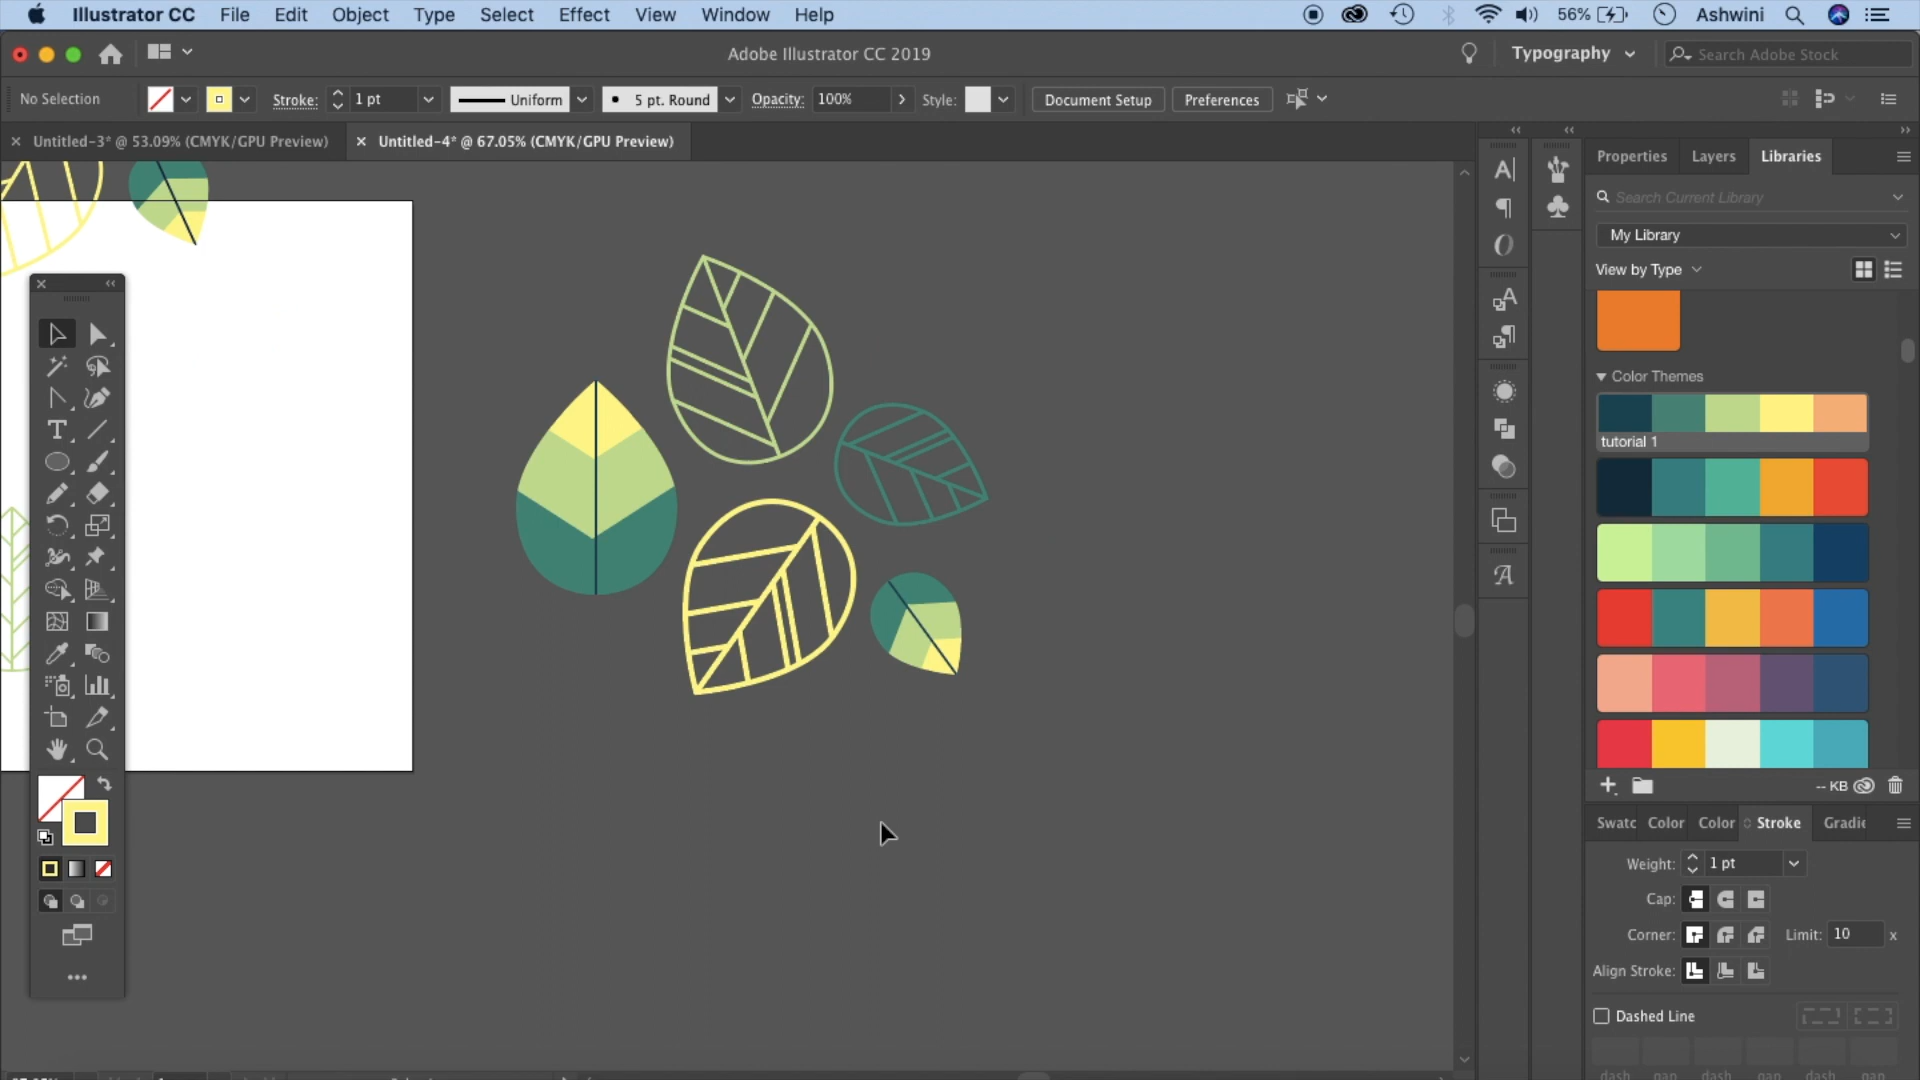 Illustrator CC File Edit Object Type Select Effect View Window Help 56% Ashwini
Adobe Illustrator CC 2019 Typography Search Adobe Stock
No Selection Stroke: 1 pt Uniform 5 pt. Round Opacity: 100% Style: Document Setup Preferences
Untitled-3* @ 53.09% (CMYK/GPU Preview) Untitled-4* @ 67.05% (CMYK/GPU Preview)
Properties Layers Libraries
Search Current Library
My Library
View by Type
Color Themes
tutorial 1
-- KB
Swatc Color Color Stroke Gradie
Weight: 1 pt
Cap:
Corner: Limit: 10 x
Align Stroke:
Dashed Line
dash gap dash gap dash gap